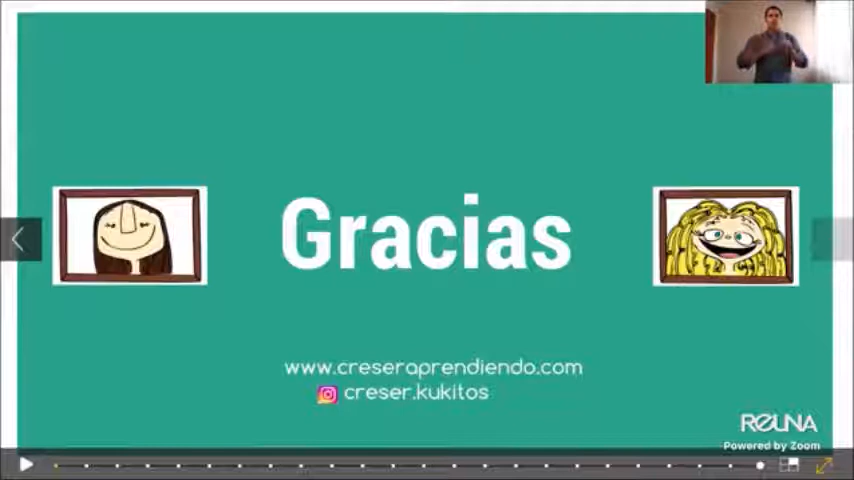 Gracias
www.creseraprendiendo.com
creser.kukitos
REUNA
Powered by Zoom